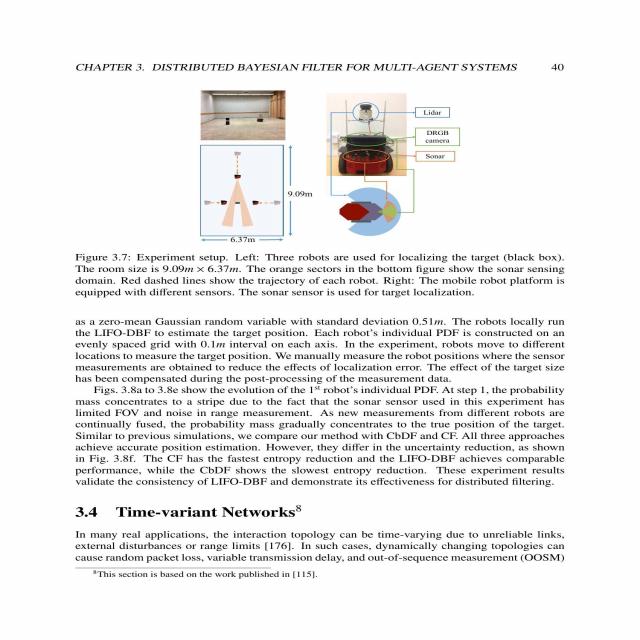 CHAPTER 3. DISTRIBUTED BAYESIAN FILTER FOR MULTI-AGENT SYSTEMS 40
Lidar
DRGB
camera
Sonar
9.09m
6.37m
Figure 3.7: Experiment setup. Left: Three robots are used for localizing the target (black box).
The room size is 9.09m × 6.37m. The orange sectors in the bottom figure show the sonar sensing
domain. Red dashed lines show the trajectory of each robot. Right: The mobile robot platform is
equipped with different sensors. The sonar sensor is used for target localization.
as a zero-mean Gaussian random variable with standard deviation 0.51m. The robots locally run
the LIFO-DBF to estimate the target position. Each robot's individual PDF is constructed on an
evenly spaced grid with 0.1m interval on each axis. In the experiment, robots move to different
locations to measure the target position. We manually measure the robot positions where the sensor
measurements are obtained to reduce the effects of localization error. The effect of the target size
has been compensated during the post-processing of the measurement data.
Figs. 3.8a to 3.8e show the evolution of the 1st robot's individual PDF. At step 1, the probability
mass concentrates to a stripe due to the fact that the sonar sensor used in this experiment has
limited FOV and noise in range measurement. As new measurements from different robots are
continually fused, the probability mass gradually concentrates to the true position of the target.
Similar to previous simulations, we compare our method with CbDF and CF. All three approaches
achieve accurate position estimation. However, they differ in the uncertainty reduction, as shown
in Fig. 3.8f. The CF has the fastest entropy reduction and the LIFO-DBF achieves comparable
performance, while the CbDF shows the slowest entropy reduction. These experiment results
validate the consistency of LIFO-DBF and demonstrate its effectiveness for distributed filtering.
3.4 Time-variant Networks8
In many real applications, the interaction topology can be time-varying due to unreliable links,
external disturbances or range limits [176]. In such cases, dynamically changing topologies can
cause random packet loss, variable transmission delay, and out-of-sequence measurement (OOSM)
8This section is based on the work published in [115].